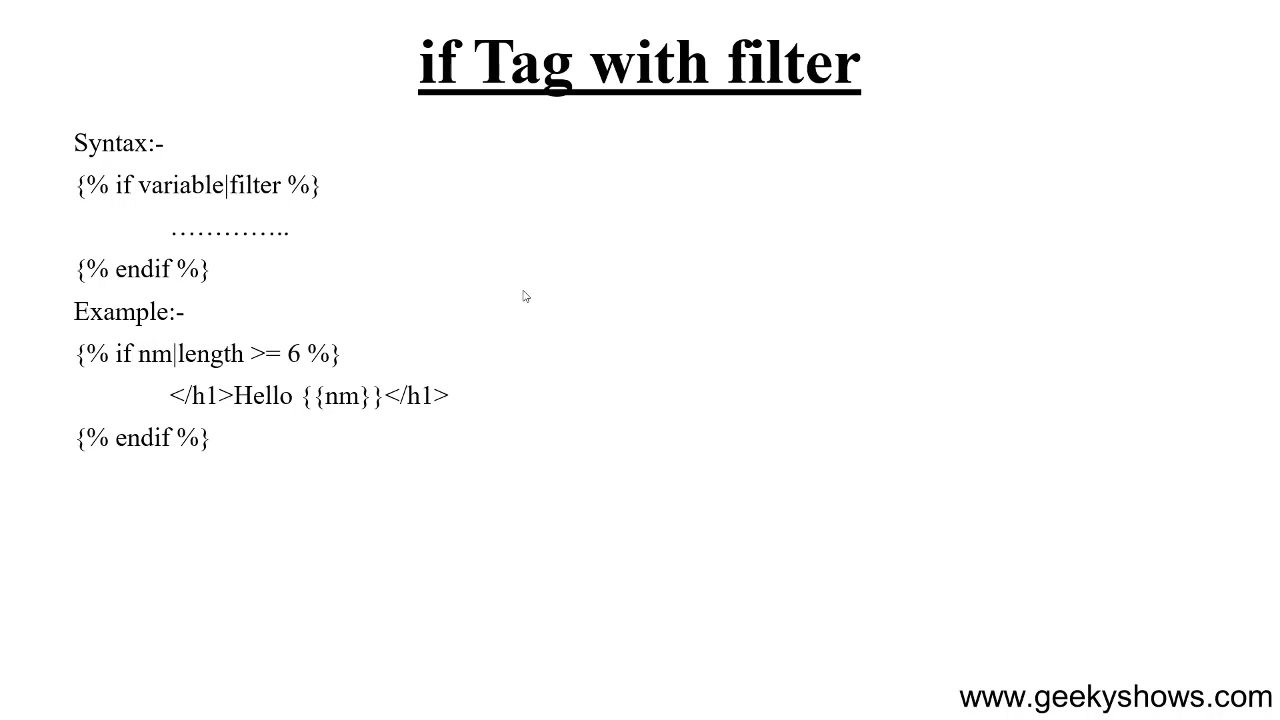 if Tag with filter
Syntax:-
{% if variable|filter %}
…………..
{% endif %}
Example:-
{% if nm|length >= 6 %}
</h1>Hello {{nm}}</h1>
{% endif %}
www.geekyshows.com